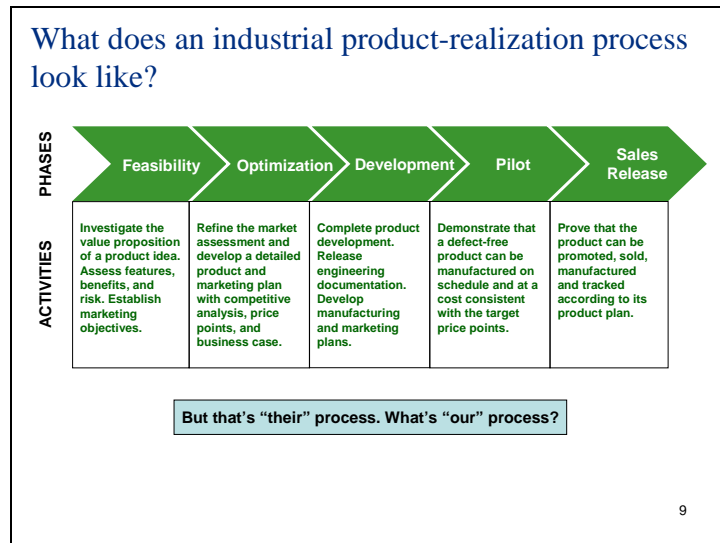 What does an industrial product-realization process
look like?
PHASES
Feasibility
Optimization
Development
Pilot
Sales
Release
ACTIVITIES
Investigate the
value proposition
of a product idea.
Assess features,
benefits, and
risk. Establish
marketing
objectives.
Refine the market
assessment and
develop a detailed
product and
marketing plan
with competitive
analysis, price
points, and
business case.
Complete product
development.
Release
engineering
documentation.
Develop
manufacturing
and marketing
plans.
Demonstrate that
a defect-free
product can be
manufactured on
schedule and at a
cost consistent
with the target
price points.
Prove that the
product can be
promoted, sold,
manufactured
and tracked
according to its
product plan.
But that’s “their” process. What’s “our” process?
9